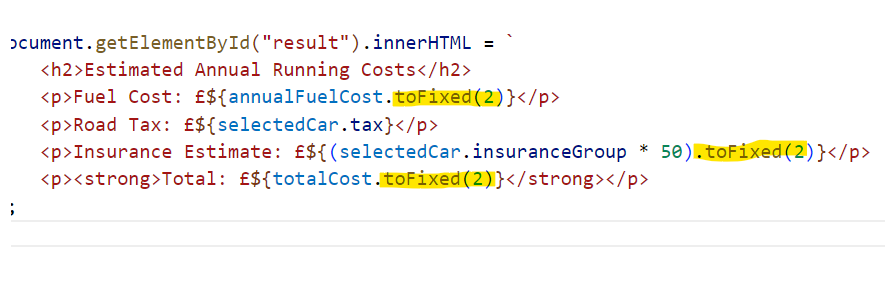 ocument.getElementById("result").innerHTML = `
<h2>Estimated Annual Running Costs</h2>
<p>Fuel Cost: £${annualFuelCost.toFixed(2)}</p>
<p>Road Tax: £${selectedCar.tax}</p>
<p>Insurance Estimate: £${(selectedCar.insuranceGroup * 50).toFixed(2)}</p>
<p><strong>Total: £${totalCost.toFixed(2)}</strong></p>
;